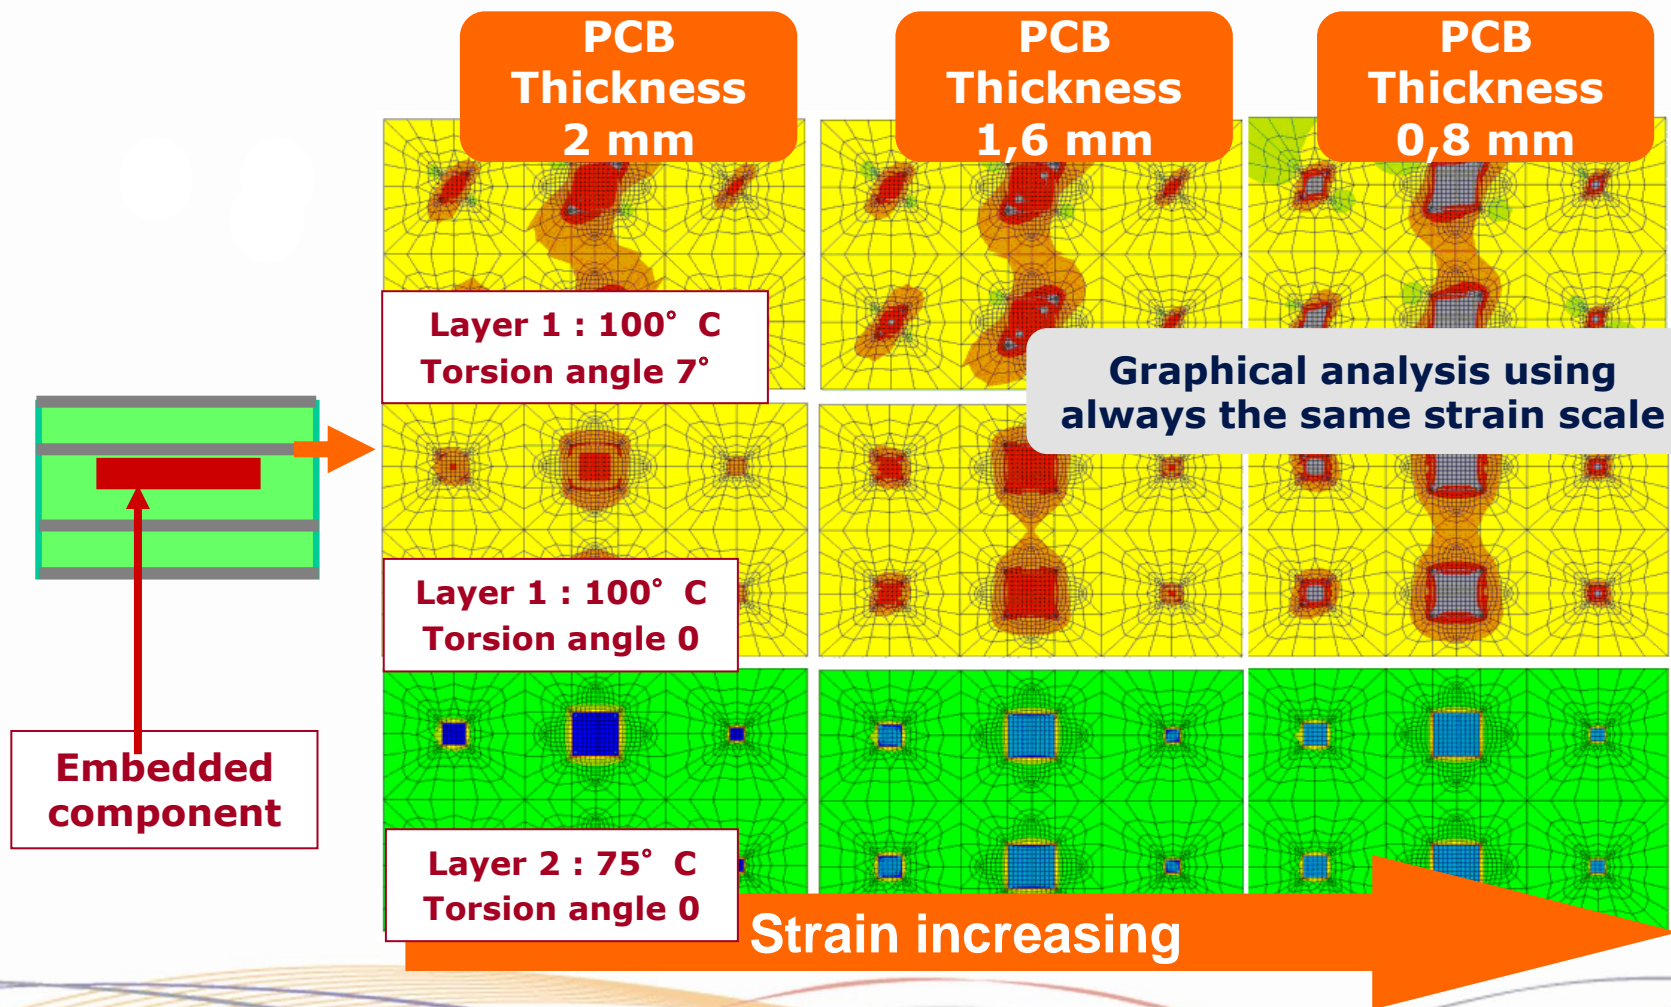 PCB
Thickness
2 mm
PCB
Thickness
1,6 mm
PCB
Thickness
0,8 mm
Layer 1 : 100° C
Torsion angle 7°
Graphical analysis using
always the same strain scale
Layer 1 : 100° C
Torsion angle 0
Embedded
component
Layer 2 : 75° C
Torsion angle 0
Strain increasing